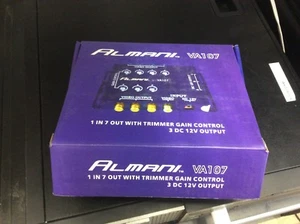 ALMANI VA107
1 IN 7 OUT WITH TRIMMER GAIN CONTROL
3 DC 12V OUTPUT
ALMANI VA107
1 IN 7 OUT WITH TRIMMER GAIN CONTROL
3 DC 12V OUTPUT